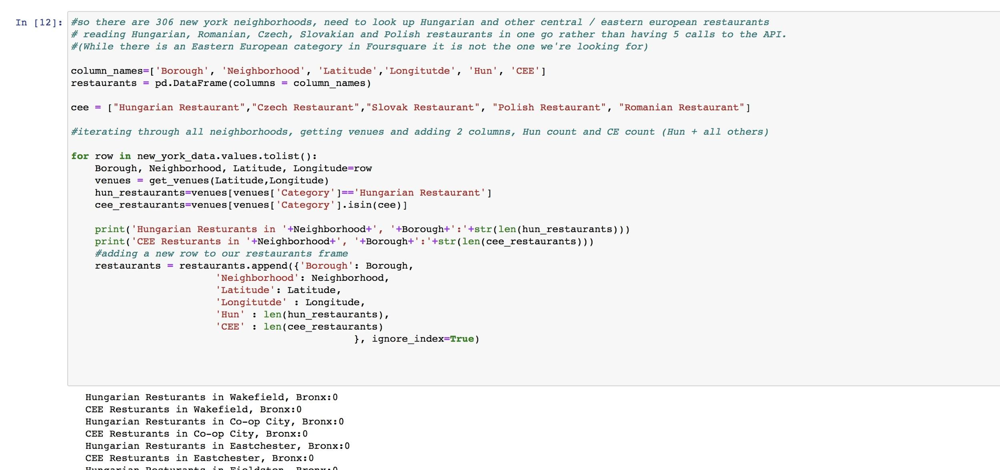 In [12]: #so there are 306 new york neighborhoods, need to look up Hungarian and other central / eastern european restaurants
# reading Hungarian, Romanian, Czech, Slovakian and Polish restaurants in one go rather than having 5 calls to the API.
#(While there is an Eastern European category in Foursquare it is not the one we're looking for)
column_names=['Borough', 'Neighborhood', 'Latitude','Longitutde', 'Hun', 'CEE']
restaurants = pd.DataFrame(columns = column_names)
cee = ["Hungarian Restaurant","Czech Restaurant","Slovak Restaurant", "Polish Restaurant", "Romanian Restaurant"]
#iterating through all neighborhoods, getting venues and adding 2 columns, Hun count and CE count (Hun + all others)
for row in new_york_data.values.tolist():
    Borough, Neighborhood, Latitude, Longitude=row
    venues = get_venues(Latitude,Longitude)
    hun_restaurants=venues[venues['Category']=='Hungarian Restaurant']
    cee_restaurants=venues[venues['Category'].isin(cee)]
    print('Hungarian Resturants in '+Neighborhood+', '+Borough+':'+str(len(hun_restaurants)))
    print('CEE Resturants in '+Neighborhood+', '+Borough+':'+str(len(cee_restaurants)))
    #adding a new row to our restaurants frame
    restaurants = restaurants.append({'Borough': Borough,
                        'Neighborhood': Neighborhood,
                        'Latitude': Latitude,
                        'Longitutde' : Longitude,
                        'Hun' : len(hun_restaurants),
                        'CEE' : len(cee_restaurants)
                                               }, ignore_index=True)
Hungarian Resturants in Wakefield, Bronx:0
CEE Resturants in Wakefield, Bronx:0
Hungarian Resturants in Co-op City, Bronx:0
CEE Resturants in Co-op City, Bronx:0
Hungarian Resturants in Eastchester, Bronx:0
CEE Resturants in Eastchester, Bronx:0
Hungarian Resturants in Fieldston, Bronx:0